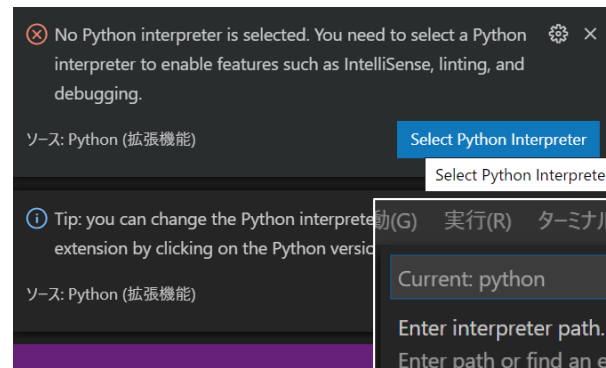 No Python interpreter is selected. You need to select a Python
interpreter to enable features such as IntelliSense, linting, and
debugging.
ソース: Python (拡張機能)
Select Python Interpreter
Select Python Interprete
Tip: you can change the Python interprete
extension by clicking on the Python versio
ソース: Python (拡張機能)
動(G) 実行(R) ターミナル
Current: python
Enter interpreter path.
Enter path or find an e